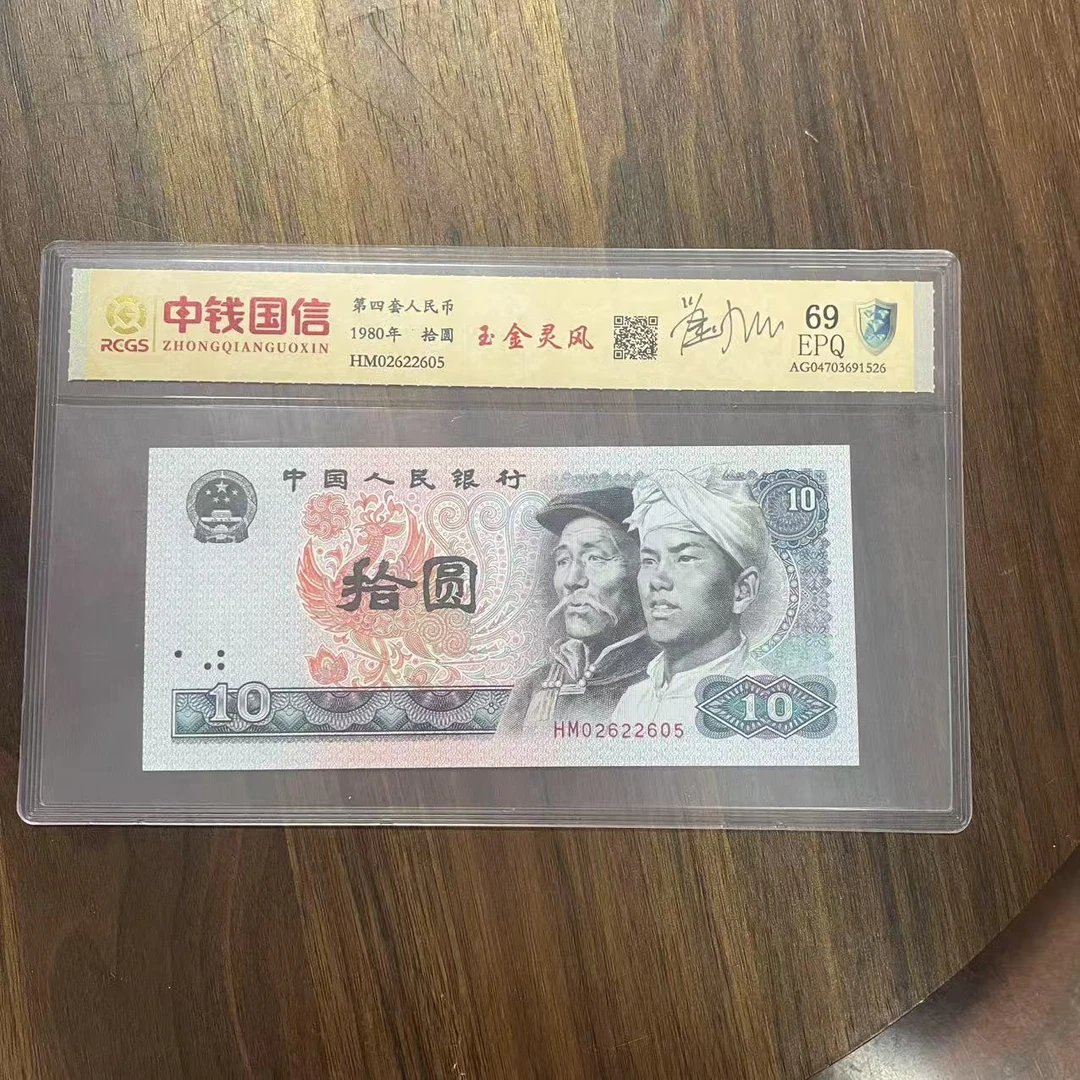 中钱国信
RCGS
ZHONGQIANGUOXIN
第四套人民币
1980年 拾圆
HM02622605
玉金灵风
69
EPQ
AG04703691526
中国人民银行
10
拾圆
10
HM02622605
10